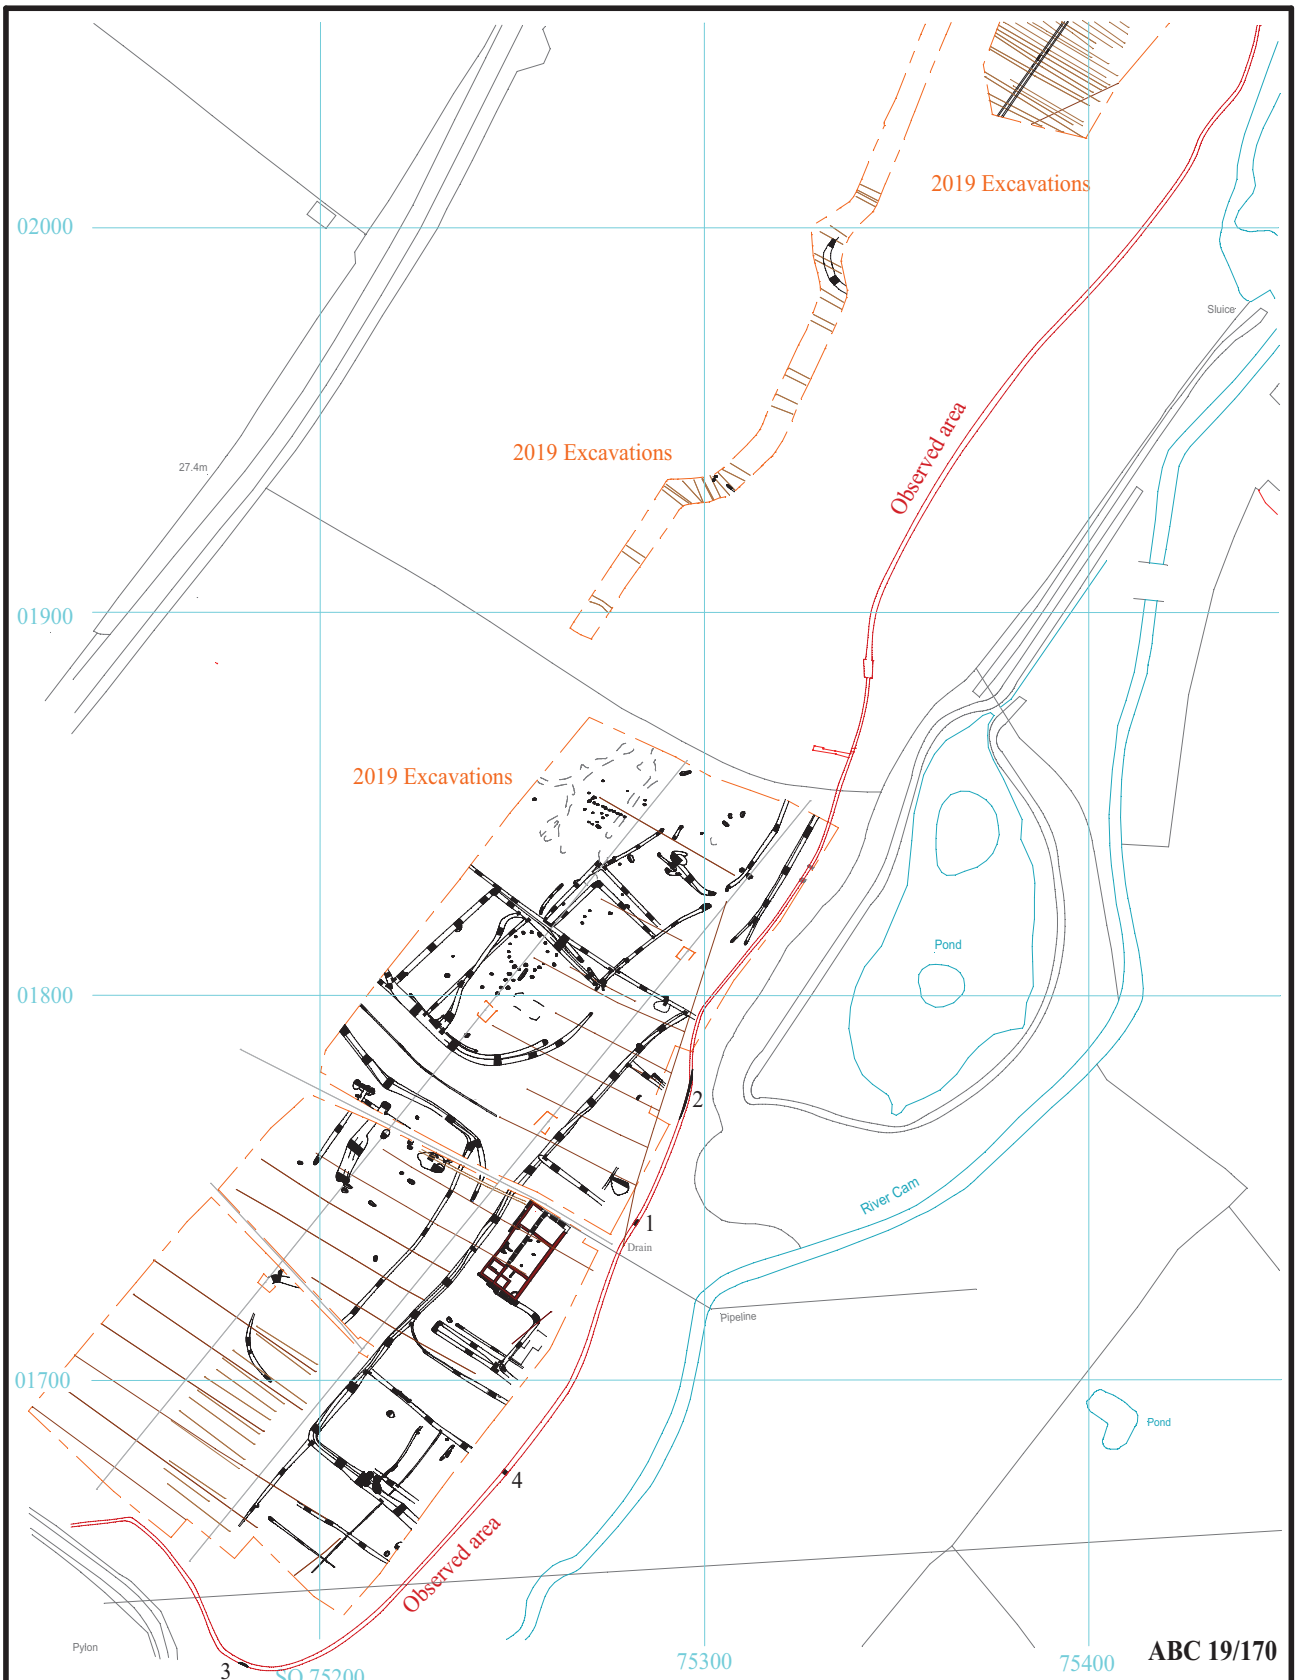 2019 Excavations
02000
Sluice
Observed area
2019 Excavations
27.4m
01900
2019 Excavations
Pond
01800
2
River Cam
1
Drain
Pipeline
01700
Pond
4
Observed area
Pylon
3
SO 75200
75300
75400
ABC 19/170